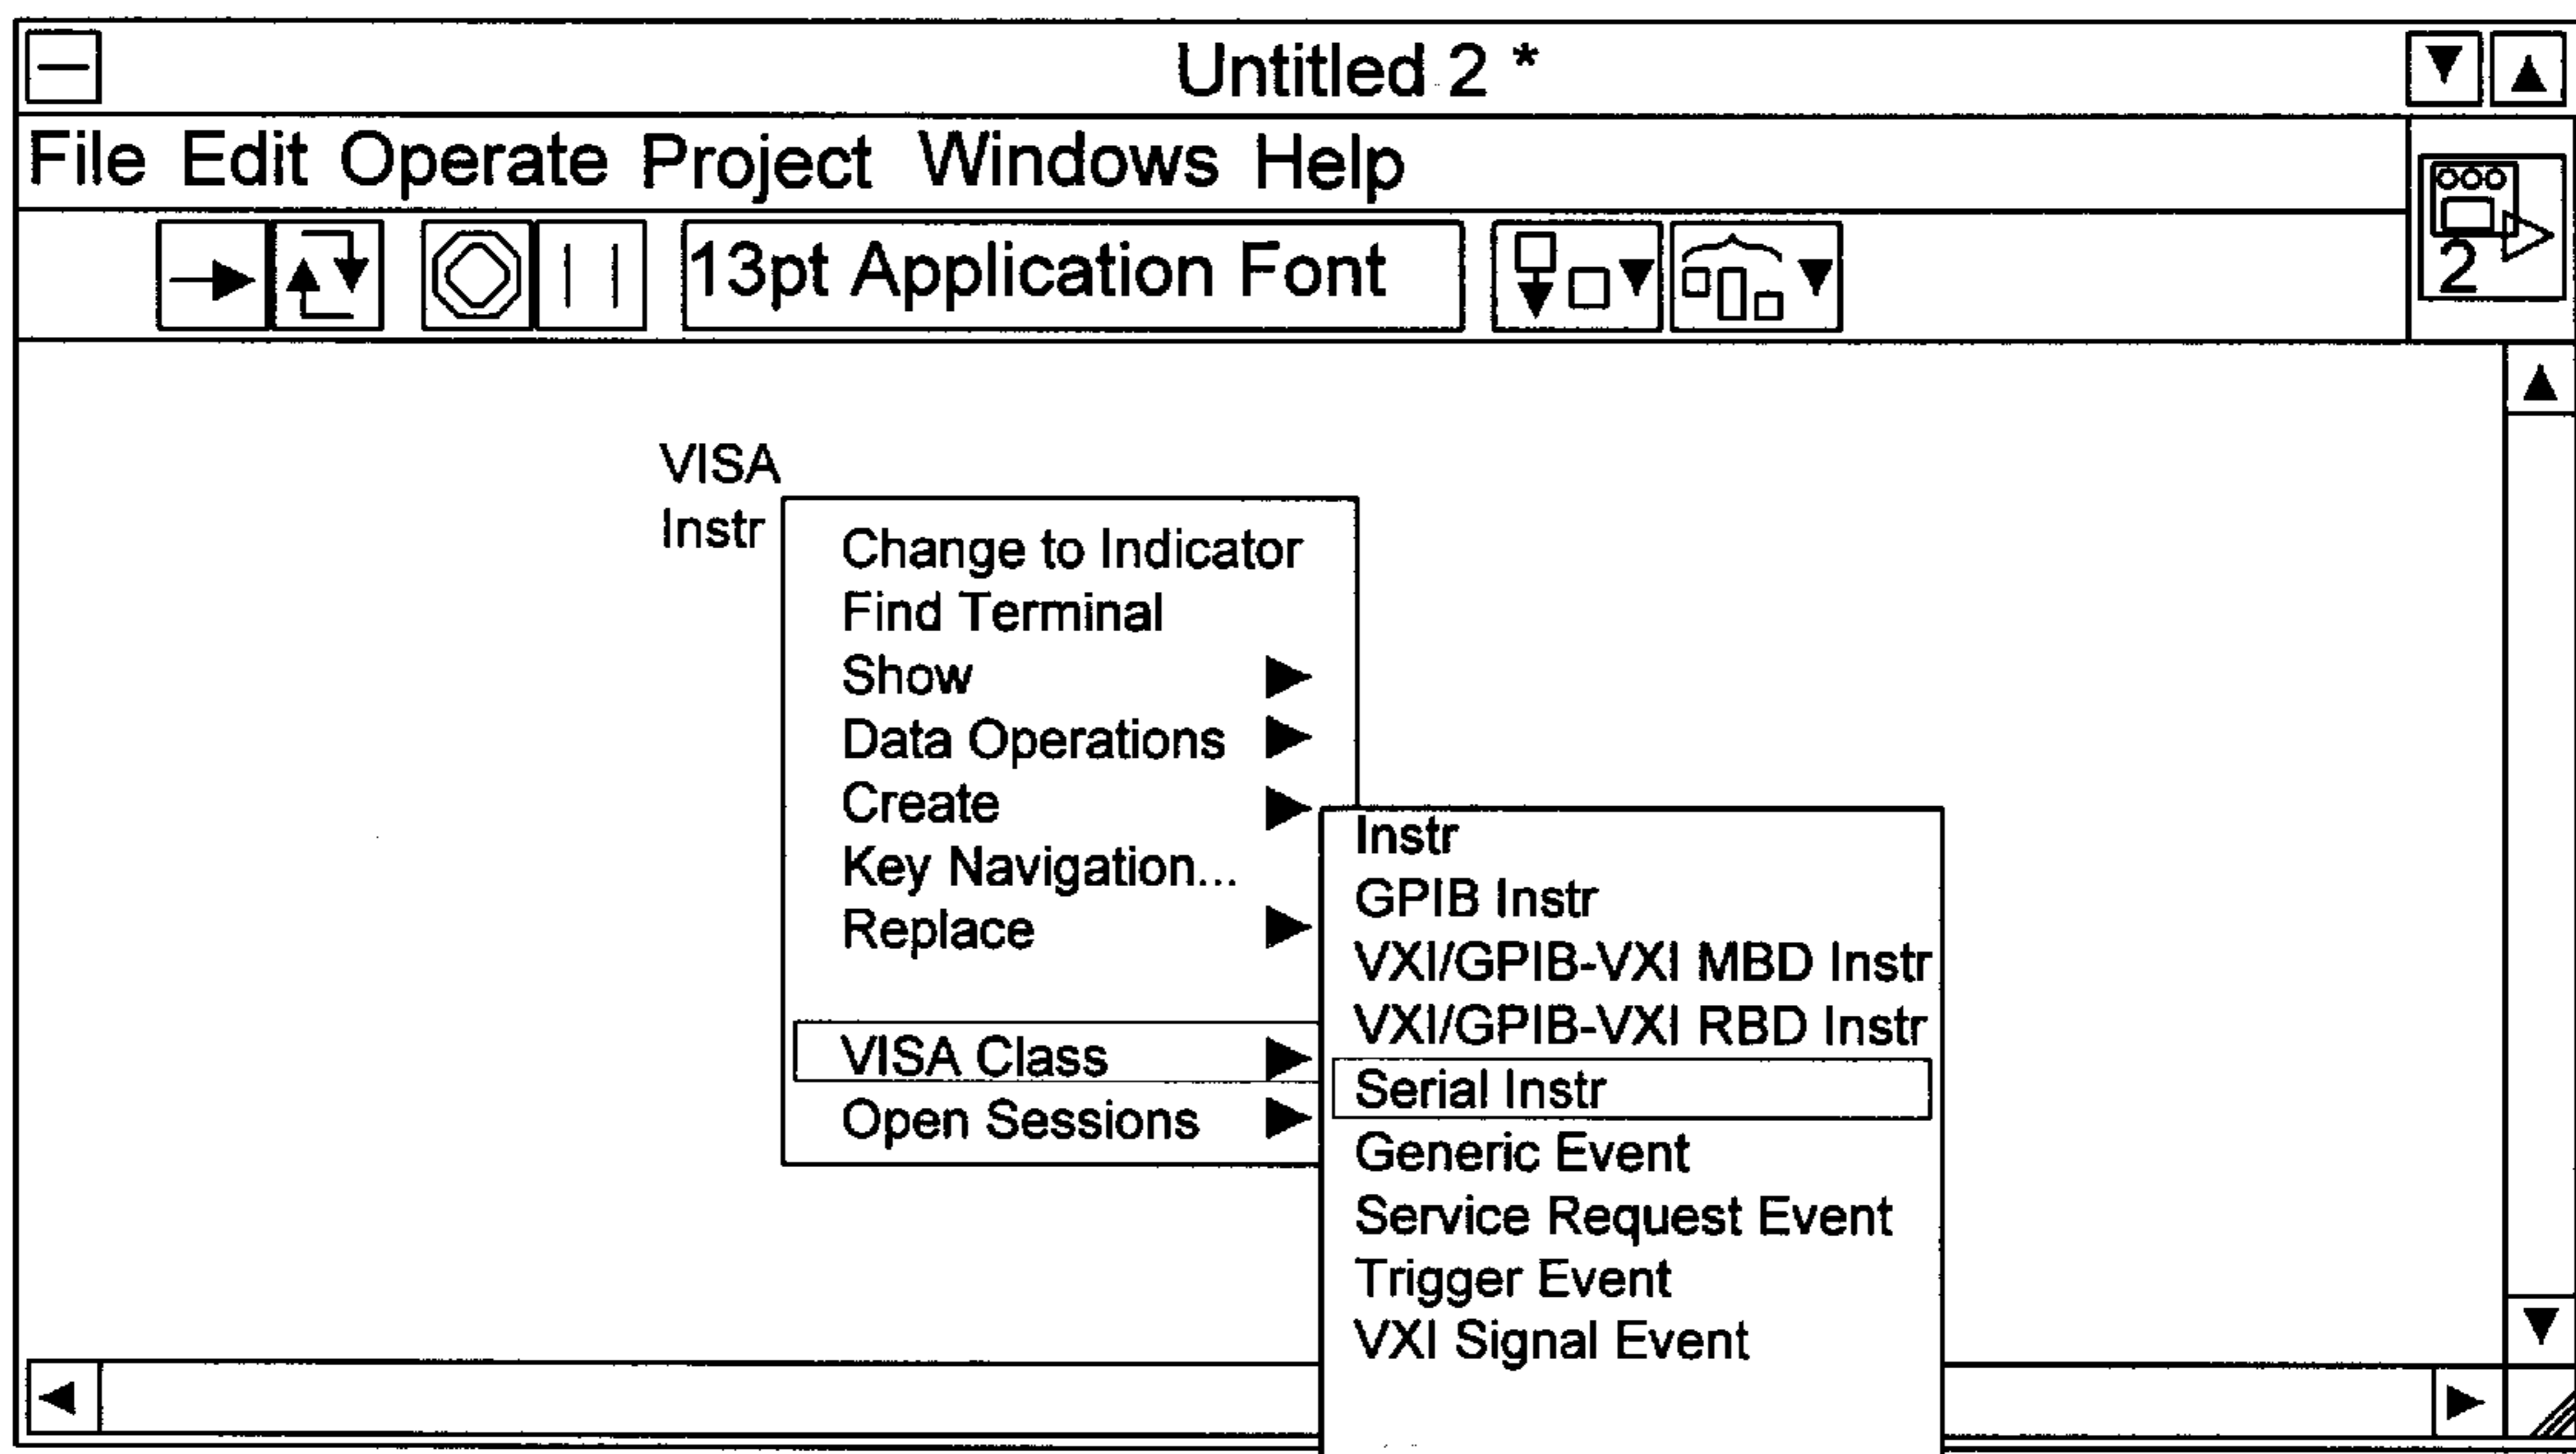 Untitled 2 *
File Edit Operate Project Windows Help
13pt Application Font
2
VISA
Instr
Change to Indicator
Find Terminal
Show
Data Operations
Create
Key Navigation...
Replace
VISA Class
Open Sessions
Instr
GPIB Instr
VXI/GPIB-VXI MBD Instr
VXI/GPIB-VXI RBD Instr
Serial Instr
Generic Event
Service Request Event
Trigger Event
VXI Signal Event